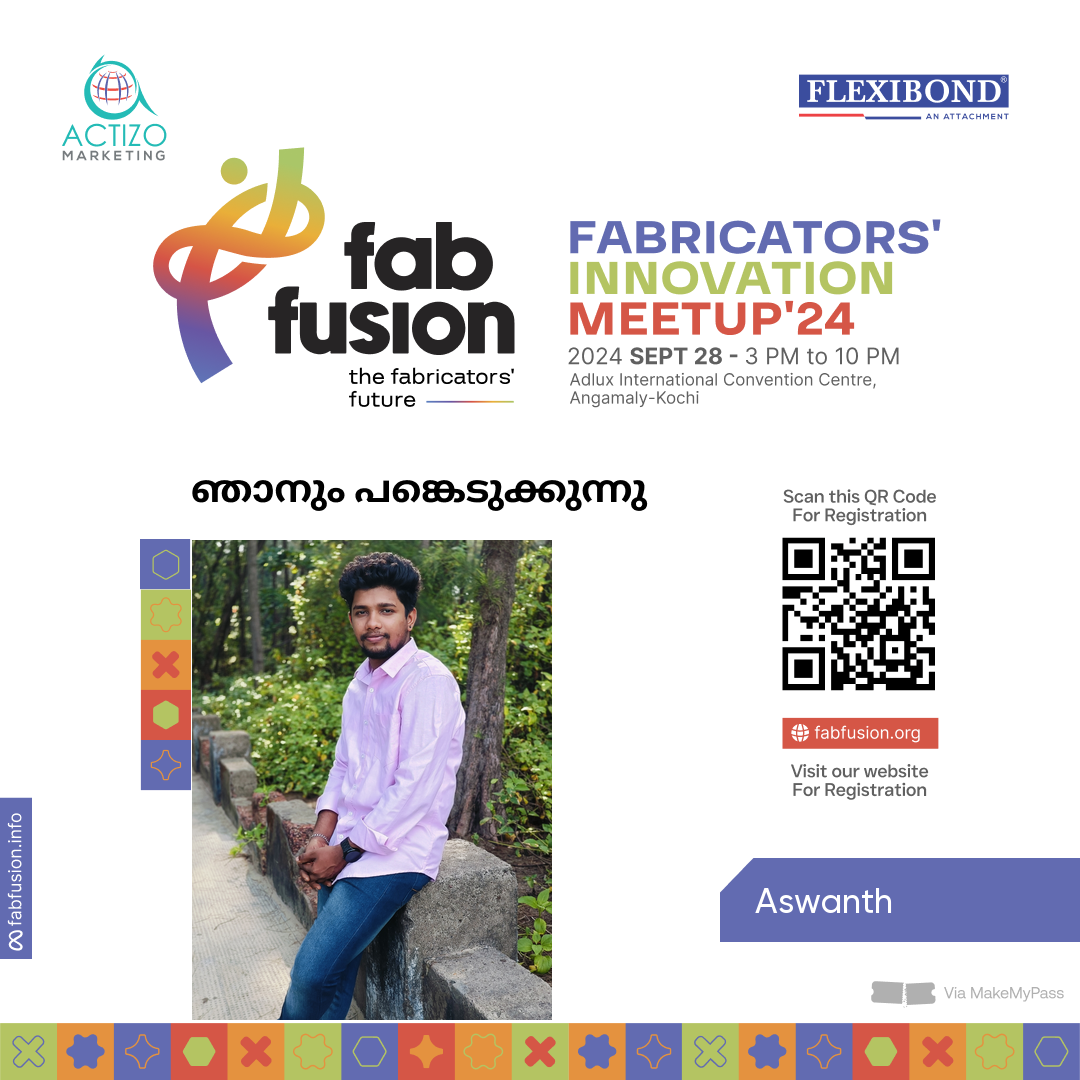 ACTIZO
MARKETING
FLEXIBOND®
AN ATTACHMENT
fab
fusion
the fabricators'
future
FABRICATORS'
INNOVATION
MEETUP'24
2024 SEPT 28 - 3 PM to 10 PM
Adlux International Convention Centre,
Angamaly-Kochi
ഞാനും പങ്കെടുക്കുന്നു
Scan this QR Code
For Registration
fabfusion.org
Visit our website
For Registration
fabfusion.info
Aswanth
Via MakeMyPass